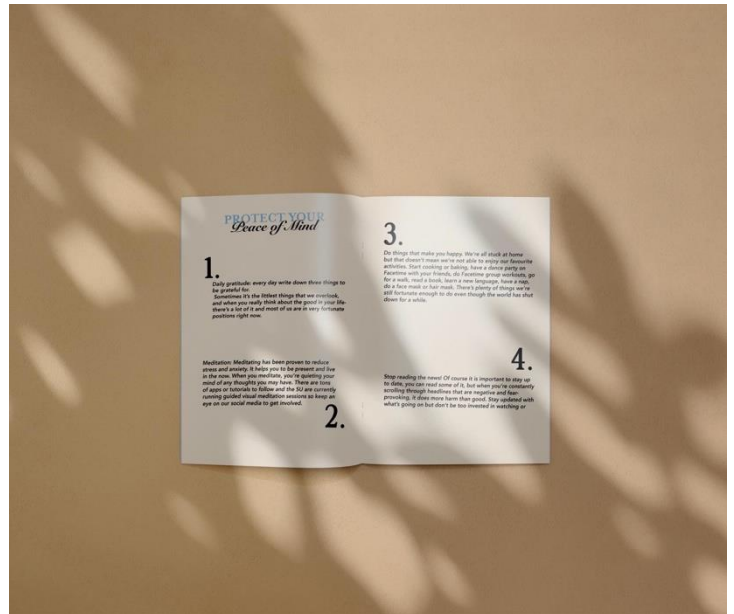 PROTECT YOUR
Peace of Mind
1.
Daily gratitude: every day write down three things to
be grateful for.
Sometimes it's the littlest things that we overlook,
and when you really think about the good in your life-
there's a lot of it and most of us are in very fortunate
positions right now.
Meditation: Meditating has been proven to reduce
stress and anxiety. It helps you to be present and live
in the now. When you meditate, you're quieting your
mind of any thoughts you may have. There are tons
of apps or tutorials to follow and the SU are currently
running guided visual meditation sessions so keep an
eye on our social media to get involved.
2.
3.
Do things that make you happy. We're all stuck at home
but that doesn't mean we're not able to enjoy our favourite
activities. Start cooking or baking, have a dance party on
Facetime with your friends, do Facetime group workouts, go
for a walk, read a book, learn a new language, have a nap,
do a face mask or hair mask. There's plenty of things we're
still fortunate enough to do even though the world has shut
down for a while.
4.
Stop reading the news! Of course it is important to stay up
to date, you can read some of it, but when you're constantly
scrolling through headlines that are negative and fear-
provoking, it does more harm than good. Stay updated with
what's going on but don't be too invested in watching or